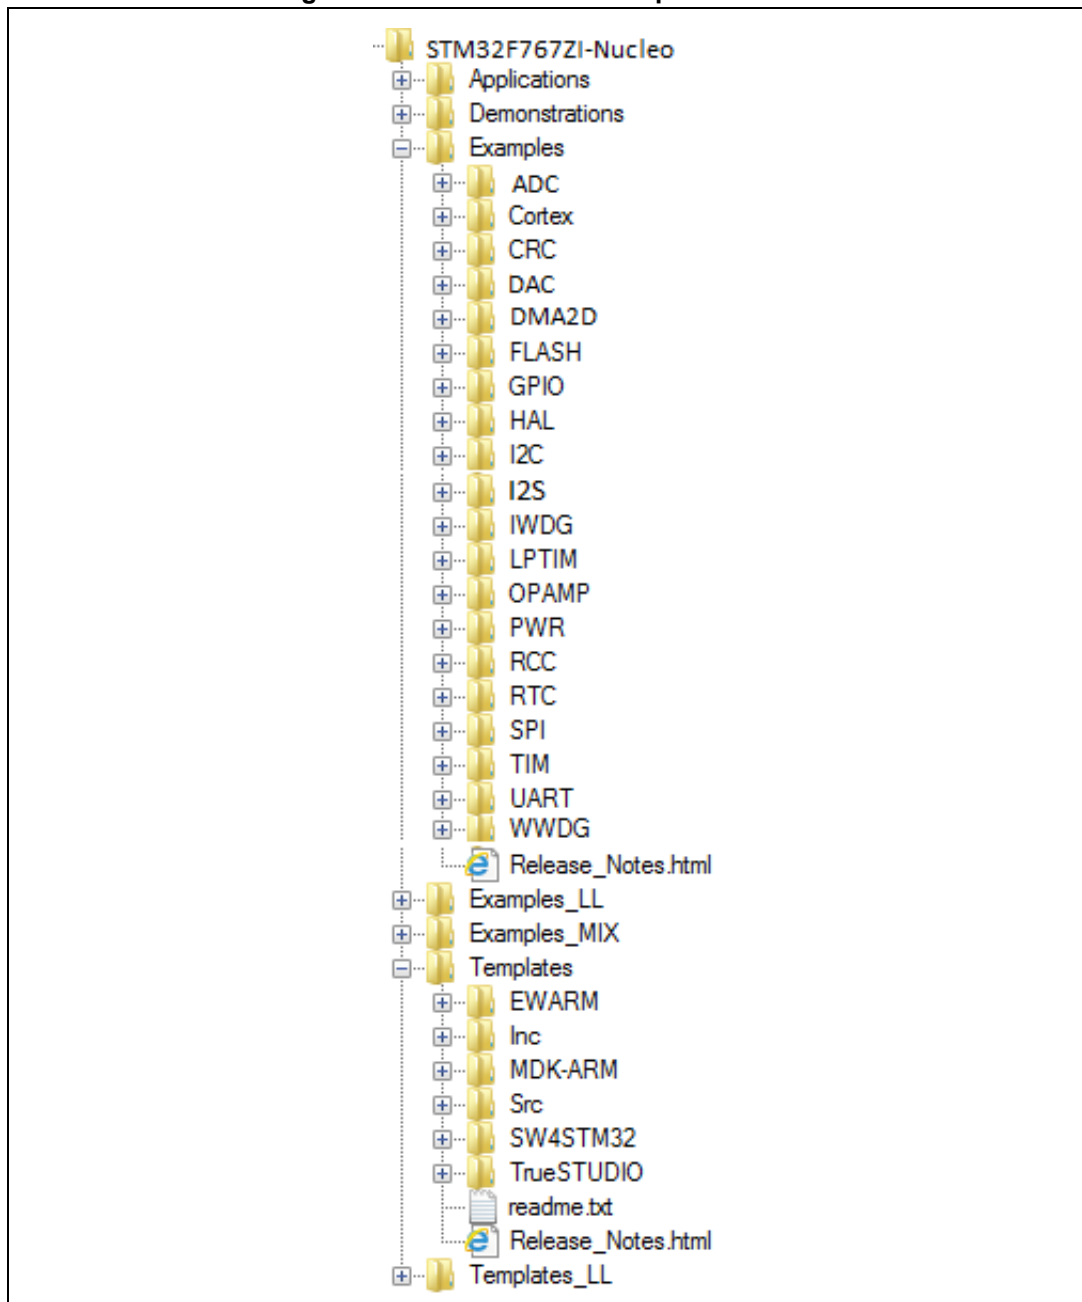 STM32F767ZI-Nucleo
Applications
Demonstrations
Examples
ADC
Cortex
CRC
DAC
DMA2D
FLASH
GPIO
HAL
I2C
I2S
IWDG
LPTIM
OPAMP
PWR
RCC
RTC
SPI
TIM
UART
WWDG
Release_Notes.html
Examples_LL
Examples_MIX
Templates
EWARM
Inc
MDK-ARM
Src
SW4STM32
TrueSTUDIO
readme.txt
Release_Notes.html
Templates_LL